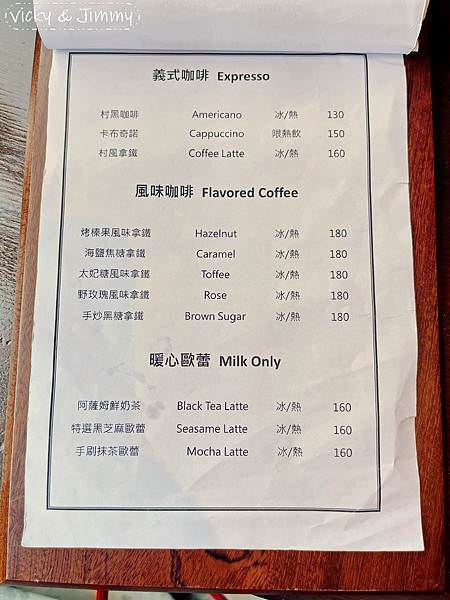 Vicky & Jimmy
義式咖啡 Expresso
村黑咖啡 Americano 冰/熱 130
卡布奇諾 Cappuccino 限熱飲 150
村風拿鐵 Coffee Latte 冰/熱 160
風味咖啡 Flavored Coffee
烤榛果風味拿鐵 Hazelnut 冰/熱 180
海鹽焦糖拿鐵 Caramel 冰/熱 180
太妃糖風味拿鐵 Toffee 冰/熱 180
野玫瑰風味拿鐵 Rose 冰/熱 180
手炒黑糖拿鐵 Brown Sugar 冰/熱 180
暖心歐蕾 Milk Only
阿薩姆鮮奶茶 Black Tea Latte 冰/熱 160
特選黑芝麻歐蕾 Seasame Latte 冰/熱 160
手刷抹茶歐蕾 Mocha Latte 冰/熱 160